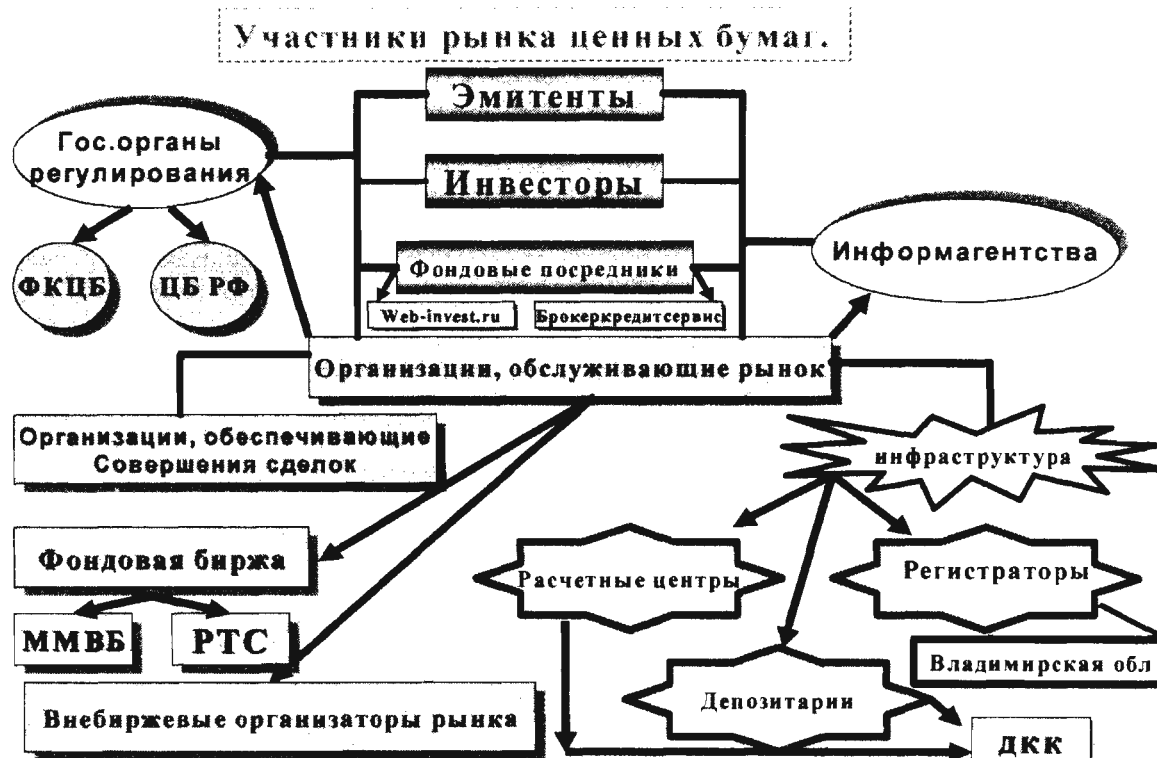 Участники рынка ценных бумаг.
Эмитенты
Гос.органы
регулирования
Инвесторы
Информагентства
Фондовые посредники
ФКЦБ
ЦБ РФ
Web-invest.ru
Брокеркредитсервис
Организации, обслуживающие рынок
Организации, обеспечивающие
Совершения сделок
инфраструктура
Фондовая биржа
Расчетные центры
Регистраторы
ММВБ
РТС
Владимирская обл
Депозитарии
Внебиржевые организаторы рынка
ДКК